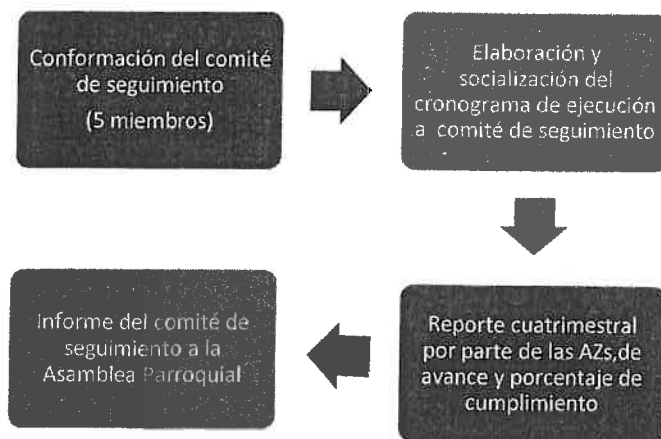 Conformación del comité
de seguimiento
(5 miembros)
Elaboración y
socialización del
cronograma de ejecución
a comité de seguimiento
Reporte cuatrimestral
por parte de las AZs,de
avance y porcentaje de
cumplimiento
Informe del comité de
seguimiento a la
Asamblea Parroquial